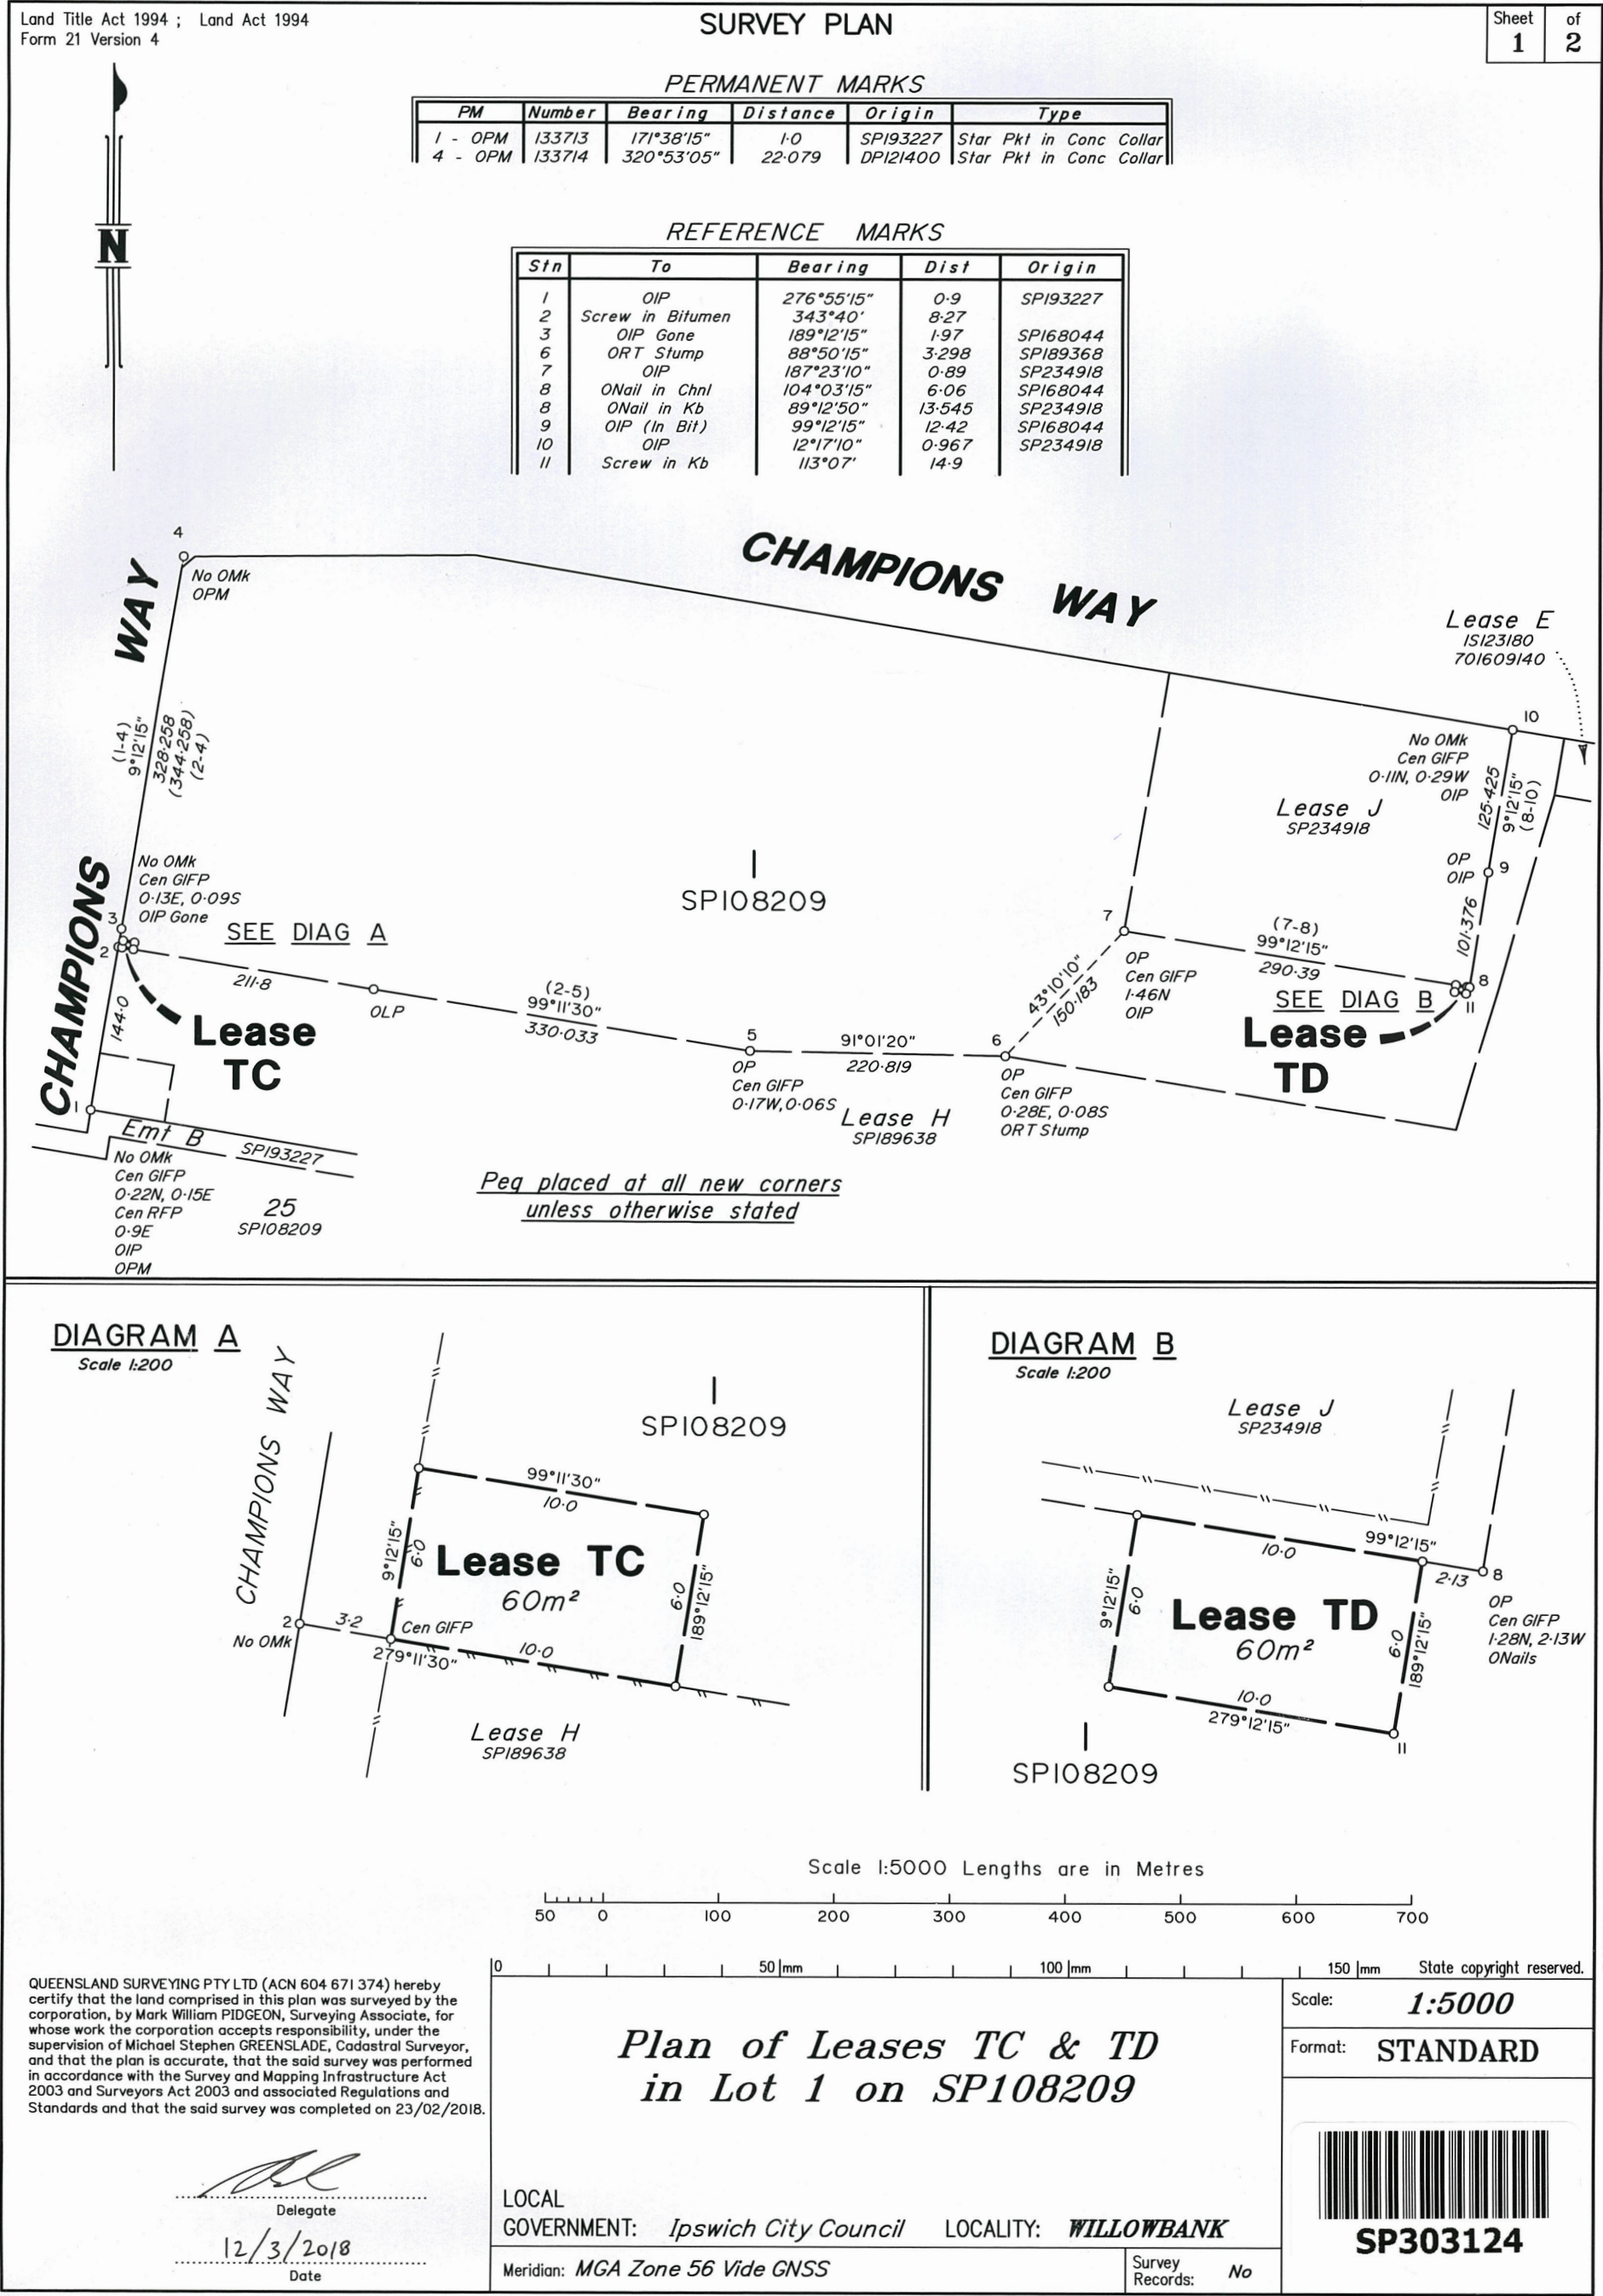 Land Title Act 1994 ; Land Act 1994
Form 21 Version 4
SURVEY PLAN
Sheet 1 of 2
PERMANENT MARKS
PM Number Bearing Distance Origin Type
1 - OPM 133713 171°38'15" 1·0 SP193227 Star Pkt in Conc Collar
4 - OPM 133714 320°53'05" 22·079 DP121400 Star Pkt in Conc Collar
N
REFERENCE MARKS
Stn To Bearing Dist Origin
1 OIP 276°55'15" 0·9 SP193227
2 Screw in Bitumen 343°40' 8·27
3 OIP Gone 189°12'15" 1·97 SP168044
6 ORT Stump 88°50'15" 3·298 SP189368
7 OIP 187°23'10" 0·89 SP234918
8 ONail in Chnl 104°03'15" 6·06 SP168044
8 ONail in Kb 89°12'50" 13·545 SP234918
9 OIP (In Bit) 99°12'15" 12·42 SP168044
10 OIP 12°17'10" 0·967 SP234918
11 Screw in Kb 113°07' 14·9
4
No OMk
OPM
CHAMPIONS WAY
CHAMPIONS WAY
Lease E
IS123180
701609140
(1-4)
9°12'15"
328·258
(344·258)
(2-4)
10
No OMk
Cen GIFP
0·11N, 0·29W
OIP
125·425
9°12'15"
(8-10)
Lease J
SP234918
OP
OIP
9
101·376
No OMk
Cen GIFP
0·13E, 0·09S
OIP Gone
3
2
SEE DIAG A
1
SP108209
7
(7-8)
99°12'15"
290·39
OP
Cen GIFP
1·46N
OIP
SEE DIAG B
8
11
211·8
OLP
(2-5)
99°11'30"
330·033
43°10'10"
150·183
144·0
Lease
TC
Lease
TD
5
91°01'20"
220·819
6
OP
Cen GIFP
0·17W,0·06S
OP
Cen GIFP
0·28E, 0·08S
ORT Stump
Lease H
SP189638
1
Emt B
SP193227
No OMk
Cen GIFP
0·22N, 0·15E
Cen RFP
0·9E
OIP
OPM
25
SP108209
Peg placed at all new corners
unless otherwise stated
DIAGRAM A
Scale 1:200
CHAMPIONS WAY
1
SP108209
99°11'30"
10·0
9°12'15"
6·0
Lease TC
60m²
6·0
189°12'15"
2
No OMk
3·2
Cen GIFP
279°11'30"
10·0
Lease H
SP189638
DIAGRAM B
Scale 1:200
Lease J
SP234918
99°12'15"
10·0
2·13
8
OP
Cen GIFP
1·28N, 2·13W
ONails
9°12'15"
6·0
Lease TD
60m²
6·0
189°12'15"
10·0
279°12'15"
11
1
SP108209
Scale 1:5000 Lengths are in Metres
50 0 100 200 300 400 500 600 700
0 50 mm 100 mm 150 mm State copyright reserved.
QUEENSLAND SURVEYING PTY LTD (ACN 604 671 374) hereby
certify that the land comprised in this plan was surveyed by the
corporation, by Mark William PIDGEON, Surveying Associate, for
whose work the corporation accepts responsibility, under the
supervision of Michael Stephen GREENSLADE, Cadastral Surveyor,
and that the plan is accurate, that the said survey was performed
in accordance with the Survey and Mapping Infrastructure Act
2003 and Surveyors Act 2003 and associated Regulations and
Standards and that the said survey was completed on 23/02/2018.
Delegate
12/3/2018
Date
Plan of Leases TC & TD
in Lot 1 on SP108209
LOCAL
GOVERNMENT: Ipswich City Council LOCALITY: WILLOWBANK
Meridian: MGA Zone 56 Vide GNSS
Survey
Records: No
Scale: 1:5000
Format: STANDARD
SP303124